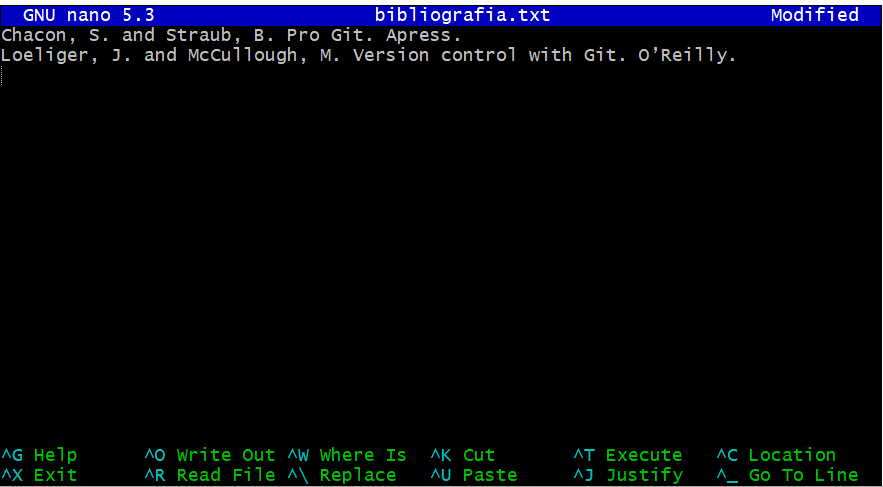 GNU nano 5.3 bibliografia.txt Modified
Chacon, S. and Straub, B. Pro Git. Apress.
Loeliger, J. and McCullough, M. Version control with Git. O’Reilly.
^G Help ^O Write Out ^W Where Is ^K Cut ^T Execute ^C Location
^X Exit ^R Read File ^\ Replace ^U Paste ^J Justify ^_ Go To Line